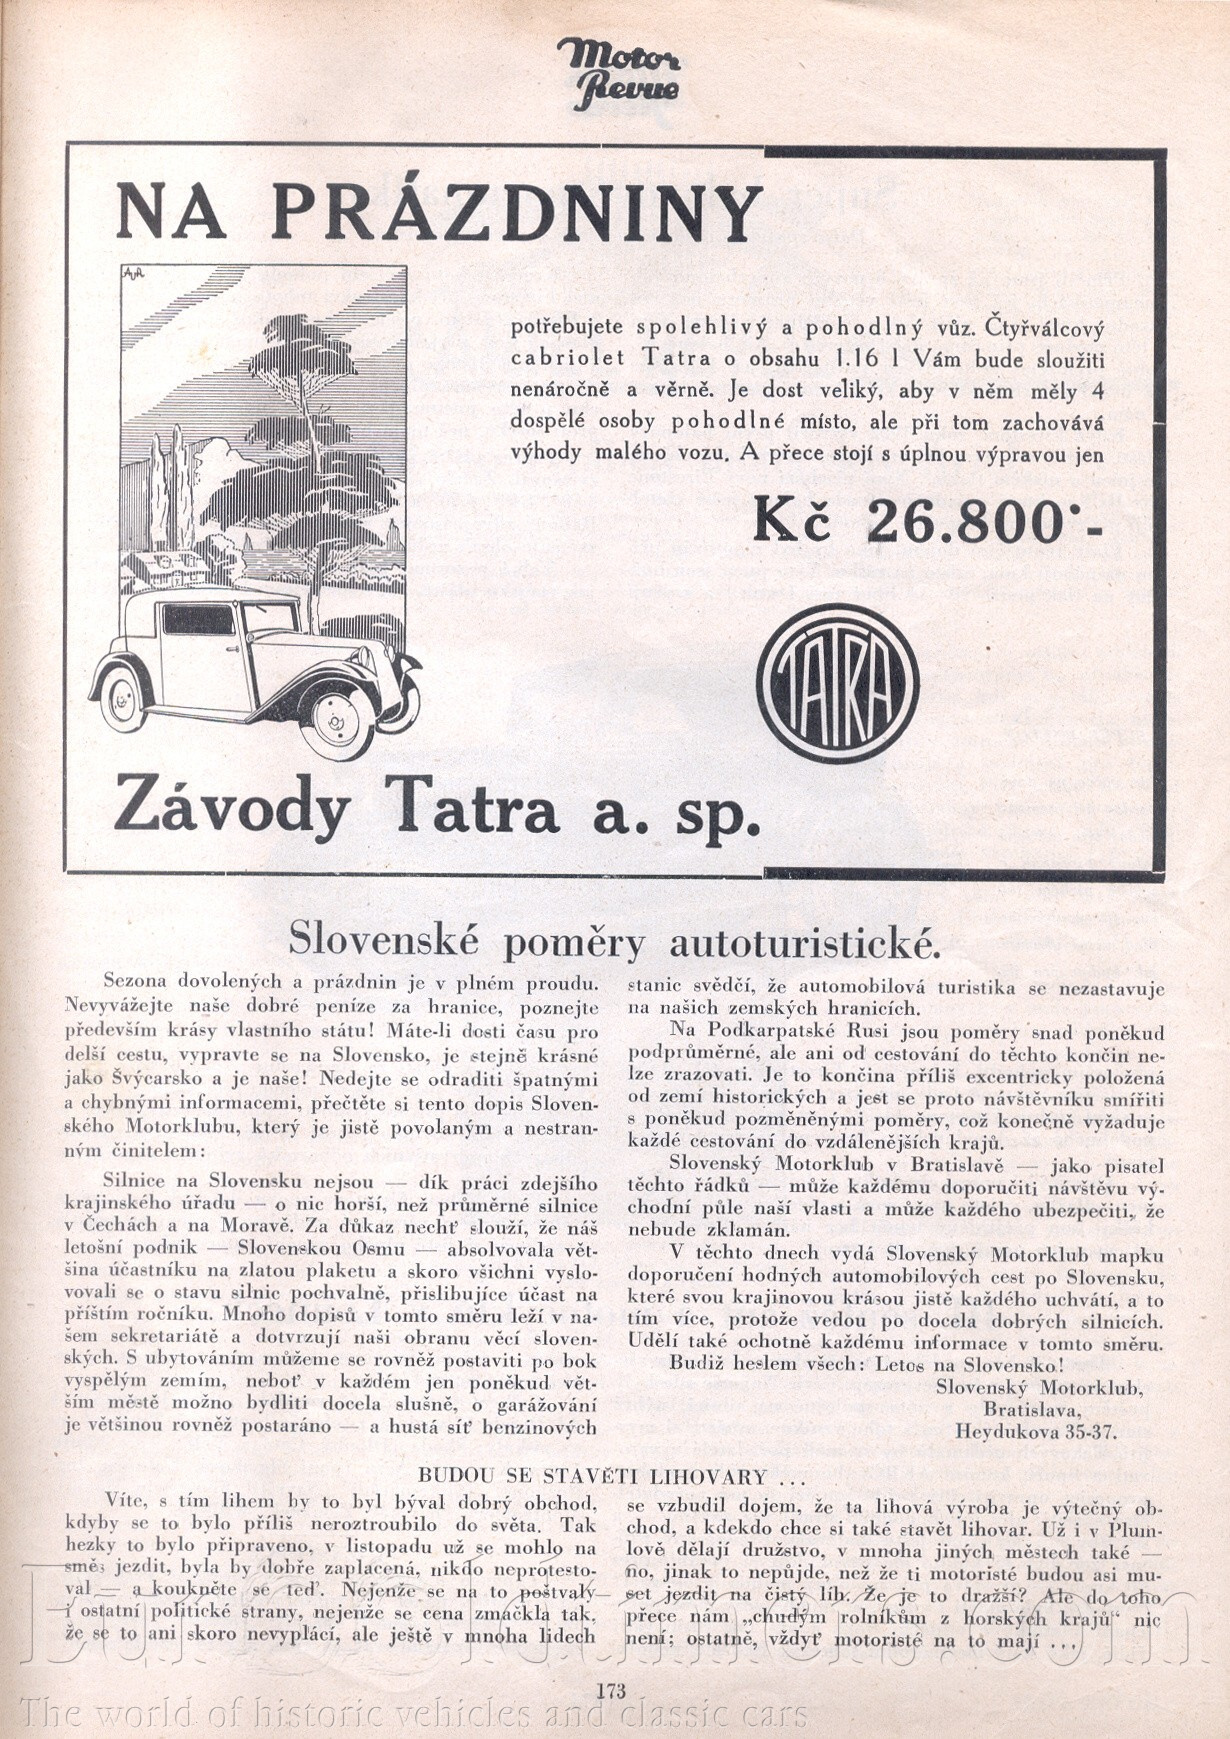 Motor
Revue
NA PRÁZDNINY
AVR
potřebujete spolehlivý a pohodlný vůz. Čtyřválcový
cabriolet Tatra o obsahu 1.16 l Vám bude sloužiti
nenáročně a věrně. Je dost veliký, aby v něm měly 4
dospělé osoby pohodlné místo, ale při tom zachovává
výhody malého vozu. A přece stojí s úplnou výpravou jen
Kč 26.800·-
TATRA
Závody Tatra a. sp.
Slovenské poměry autoturistické.
Sezona dovolených a prázdnin je v plném proudu.
Nevyvážejte naše dobré peníze za hranice, poznejte
především krásy vlastního státu! Máte-li dosti času pro
delší cestu, vypravte se na Slovensko, je stejně krásné
jako Švýcarsko a je naše! Nedejte se odraditi špatnými
a chybnými informacemi, přečtěte si tento dopis Sloven-
ského Motorklubu, který je jistě povolaným a nestran-
ným činitelem:
Silnice na Slovensku nejsou — dík práci zdejšího
krajinského úřadu — o nic horší, než průměrné silnice
v Čechách a na Moravě. Za důkaz nechť slouží, že náš
letošní podnik — Slovenskou Osmu — absolvovala vět-
šina účastníku na zlatou plaketu a skoro všichni vyslo-
vovali se o stavu silnic pochvalně, přislibujíce účast na
příštím ročníku. Mnoho dopisů v tomto směru leží v na-
šem sekretariátě a dotvrzují naši obranu věcí sloven-
ských. S ubytováním můžeme se rovněž postaviti po bok
vyspělým zemím, neboť v každém jen poněkud vět-
ším městě možno bydliti docela slušně, o garážování
je většinou rovněž postaráno — a hustá síť benzinových
stanic svědčí, že automobilová turistika se nezastavuje
na našich zemských hranicích.
Na Podkarpatské Rusi jsou poměry snad poněkud
podprůměrné, ale ani od cestování do těchto končin ne-
lze zrazovati. Je to končina příliš excentricky položená
od zemí historických a jest se proto návštěvníku smířiti
s poněkud pozměněnými poměry, což konečně vyžaduje
každé cestování do vzdálenějších krajů.
Slovenský Motorklub v Bratislavě — jako pisatel
těchto řádků — může každému doporučiti návštěvu vý-
chodní půle naší vlasti a může každého ubezpečiti, že
nebude zklamán.
V těchto dnech vydá Slovenský Motorklub mapku
doporučení hodných automobilových cest po Slovensku,
které svou krajinovou krásou jistě každého uchvátí, a to
tím více, protože vedou po docela dobrých silnicích.
Udělí také ochotně každému informace v tomto směru.
Budiž heslem všech: Letos na Slovensko!
Slovenský Motorklub,
Bratislava,
Heydukova 35-37.
BUDOU SE STAVĚTI LIHOVARY ...
Víte, s tím lihem by to byl býval dobrý obchod,
kdyby se to bylo příliš neroztroubilo do světa. Tak
hezky to bylo připraveno, v listopadu už se mohlo na
směs jezdit, byla by dobře zaplacená, nikdo neprotesto-
val — a koukněte se teď. Nejenže se na to poštvaly
i ostatní politické strany, nejenže se cena zmáčkla tak,
že se to ani skoro nevyplácí, ale ještě v mnoha lidech
se vzbudil dojem, že ta lihová výroba je výtečný ob-
chod, a kdekdo chce si také stavět lihovar. Už i v Plum-
lově dělají družstvo, v mnoha jiných městech také —
ňo, jinak to nepůjde, než že ti motoristé budou asi mu-
set jezdit na čistý líh. Že je to dražší? Ale do toho
přece nám „chudým rolníkům z horských krajů“ nic
není; ostatně, vždyť motoristé na to mají ...
173
The world of historic vehicles and classic cars